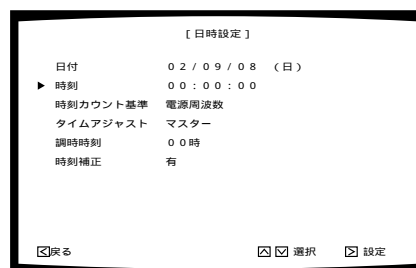 [日時設定]
日付 02/09/08 (日)
▶ 時刻 00:00:00
時刻カウント基準 電源周波数
タイムアジャスト マスター
調時時刻 00時
時刻補正 有
<戻る ∧ ∨ 選択 > 設定